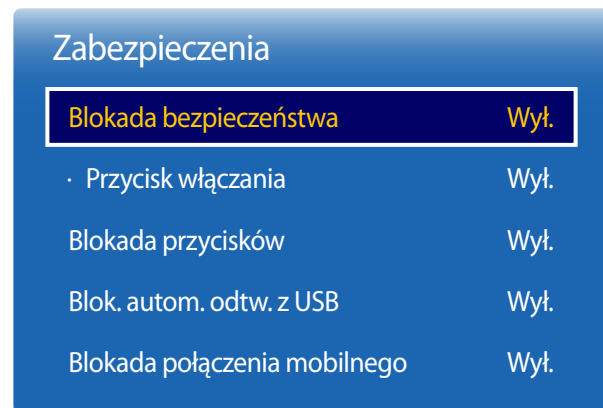 Zabezpieczenia
Blokada bezpieczeństwa Wył.
· Przycisk włączania Wył.
Blokada przycisków Wył.
Blok. autom. odtw. z USB Wył.
Blokada połączenia mobilnego Wył.